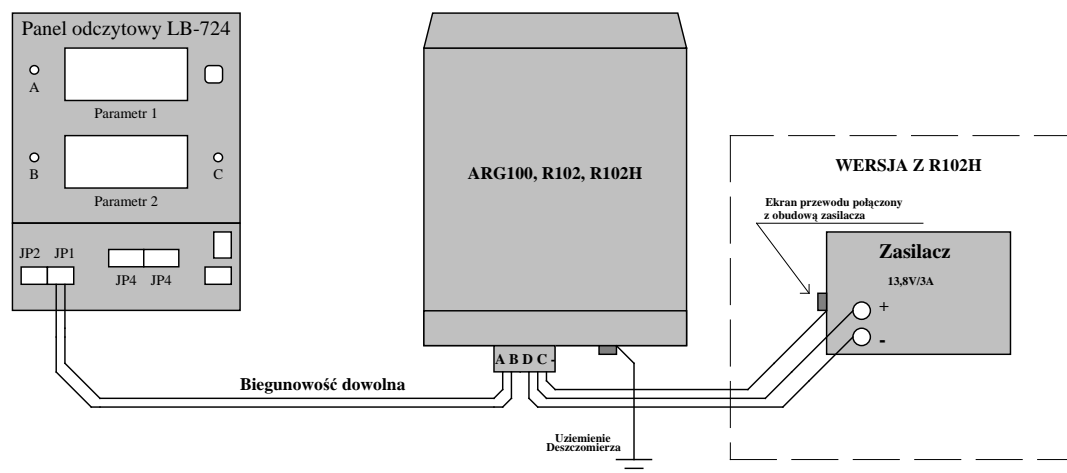 Panel odczytowy LB-724
A
Parametr 1
B
C
Parametr 2
JP2
JP1
JP4
JP4
ARG100, R102, R102H
A B D C -
Biegunowość dowolna
Uziemienie
Deszczomierza
WERSJA Z R102H
Ekran przewodu połączony
z obudową zasilacza
Zasilacz
13,8V/3A
+
-